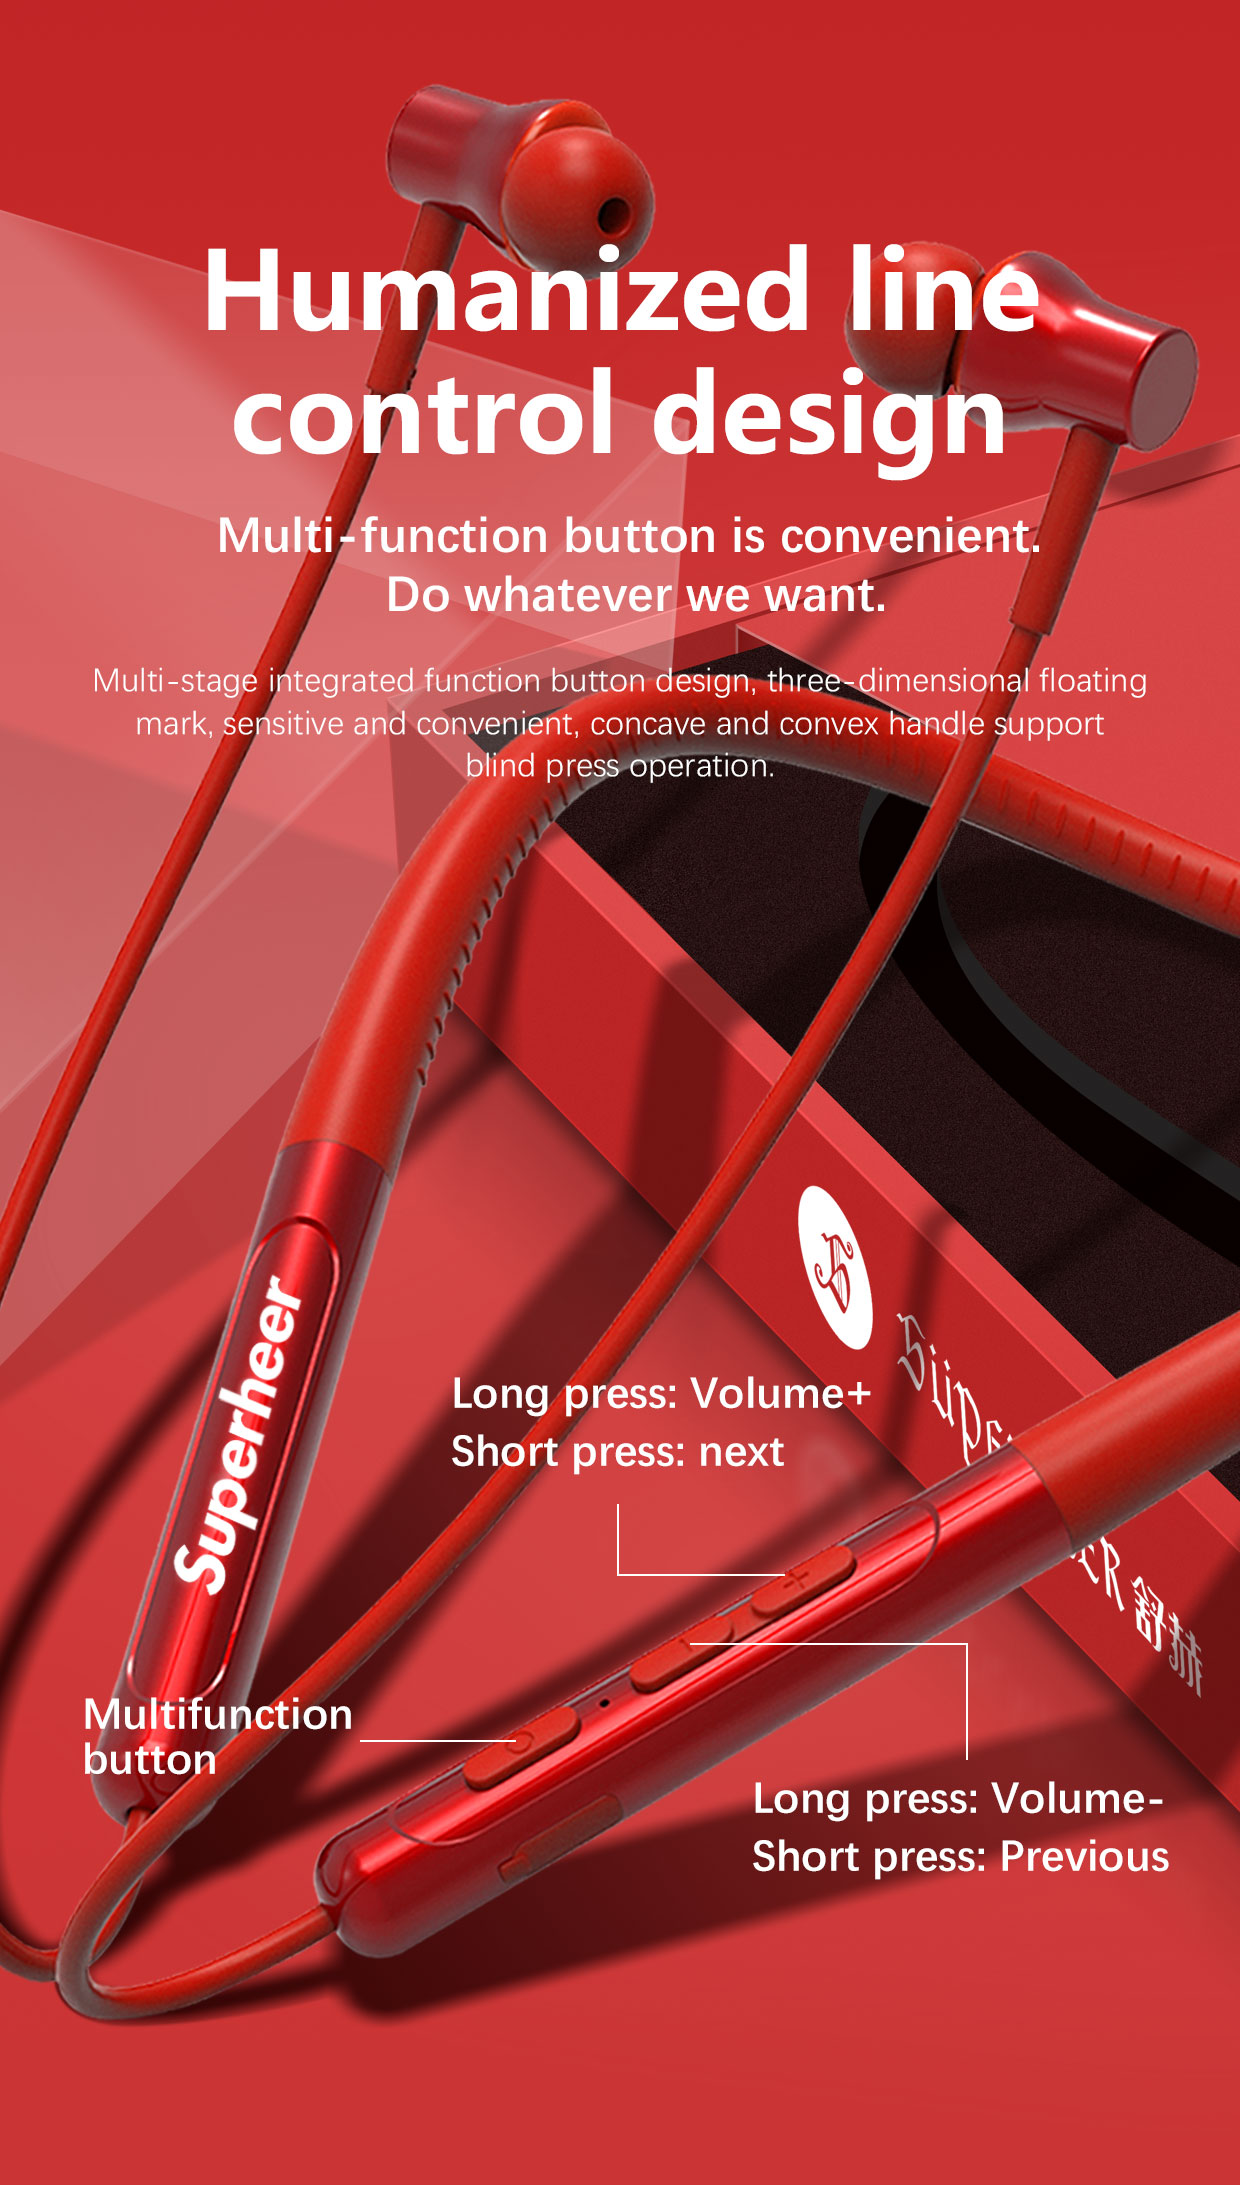 Humanized line
control design
Multi-function button is convenient.
Do whatever we want.
Multi-stage integrated function button design, three-dimensional floating
mark, sensitive and convenient, concave and convex handle support
blind press operation.
Superheer
Long press: Volume+
Short press: next
Multifunction
button
Long press: Volume-
Short press: Previous